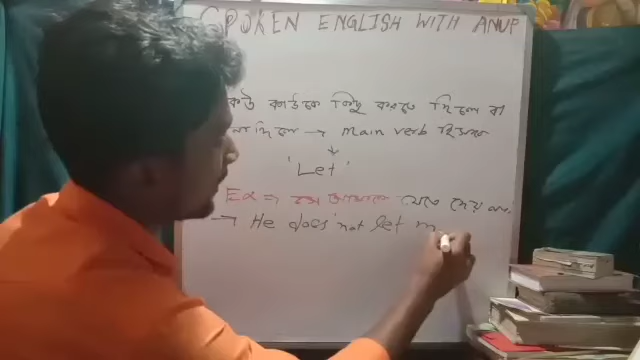 SPOKEN ENGLISH WITH ANUP
কেউ কাউকে কিছু করতে দিলে বা
না দিলে → main verb হিসাবে
'Let'
Ex ⇒ সে আমাকে যেতে দেয় না.
→ He does not let m